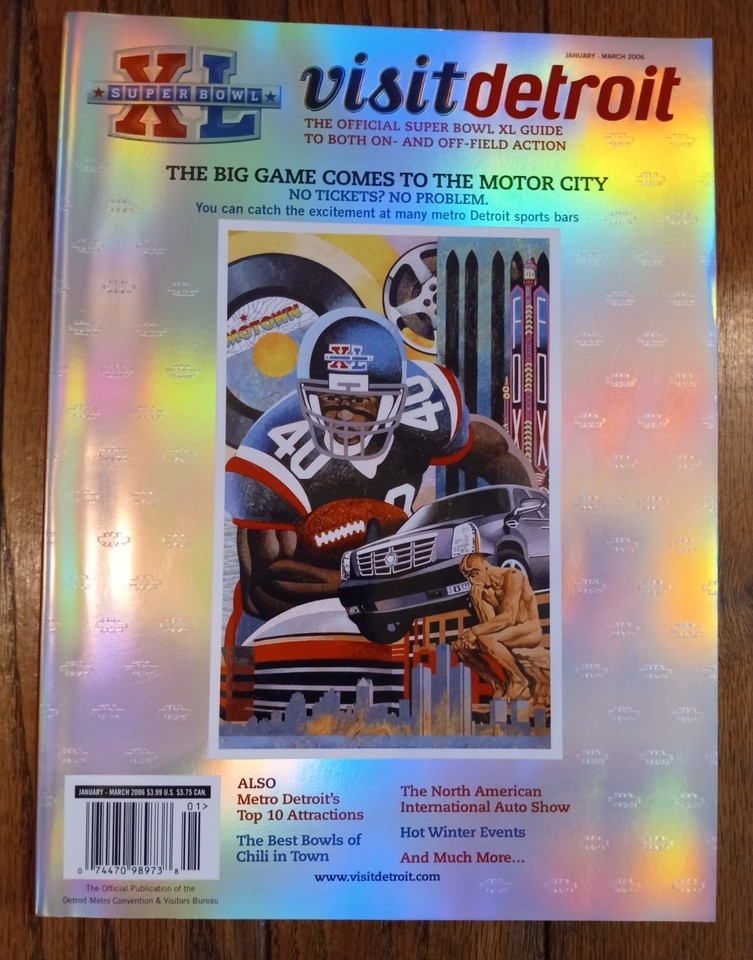 XL
SUPER BOWL
JANUARY - MARCH 2006
visitdetroit
THE OFFICIAL SUPER BOWL XL GUIDE
TO BOTH ON- AND OFF-FIELD ACTION
THE BIG GAME COMES TO THE MOTOR CITY
NO TICKETS? NO PROBLEM.
You can catch the excitement at many metro Detroit sports bars
MOTOWN
XL
FOX
40
40
JANUARY - MARCH 2006 $3.99 U.S. $5.75 CAN.
01>
0 74470 98973 8
The Official Publication of the
Detroit Metro Convention & Visitors Bureau
ALSO
Metro Detroit's
Top 10 Attractions
The Best Bowls of
Chili in Town
The North American
International Auto Show
Hot Winter Events
And Much More...
www.visitdetroit.com